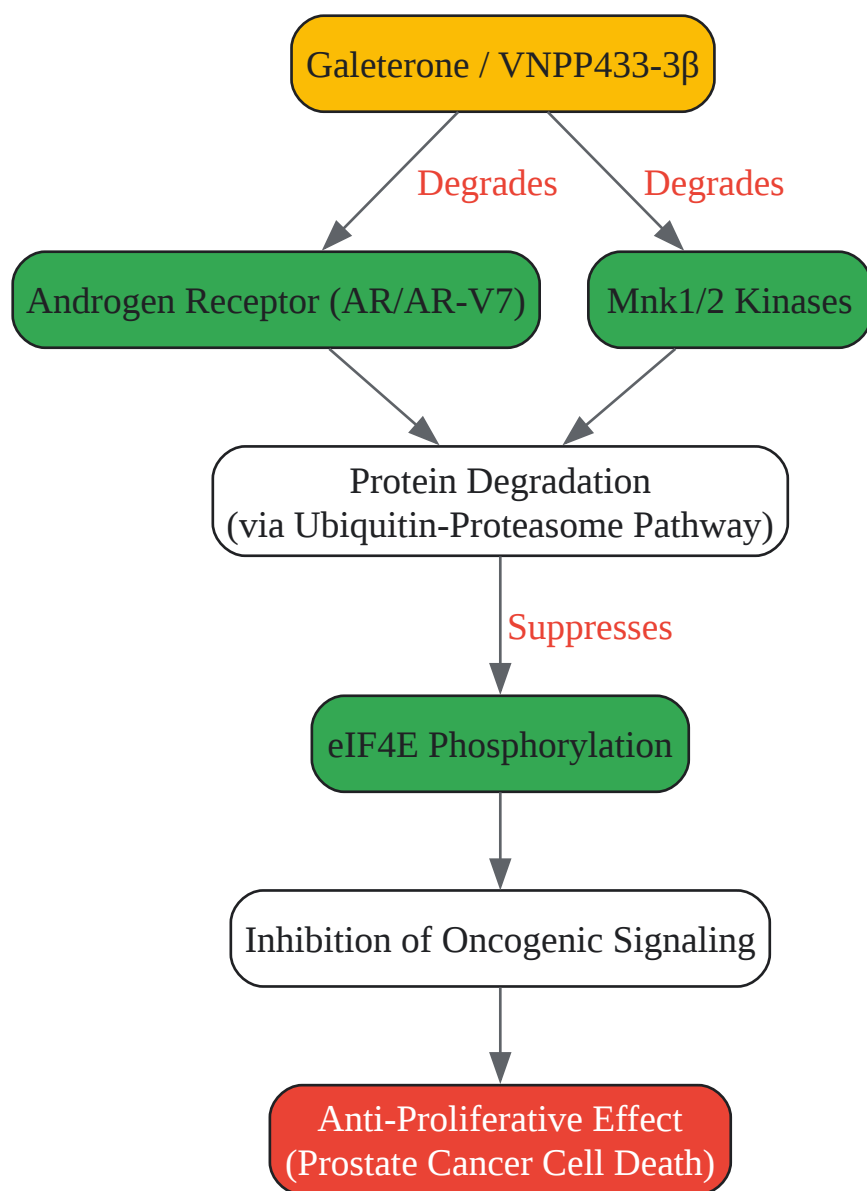 Galeterone / VNPP433-3β
Degrades
Degrades
Androgen Receptor (AR/AR-V7)
Mnk1/2 Kinases
Protein Degradation
(via Ubiquitin-Proteasome Pathway)
Suppresses
eIF4E Phosphorylation
Inhibition of Oncogenic Signaling
Anti-Proliferative Effect
(Prostate Cancer Cell Death)